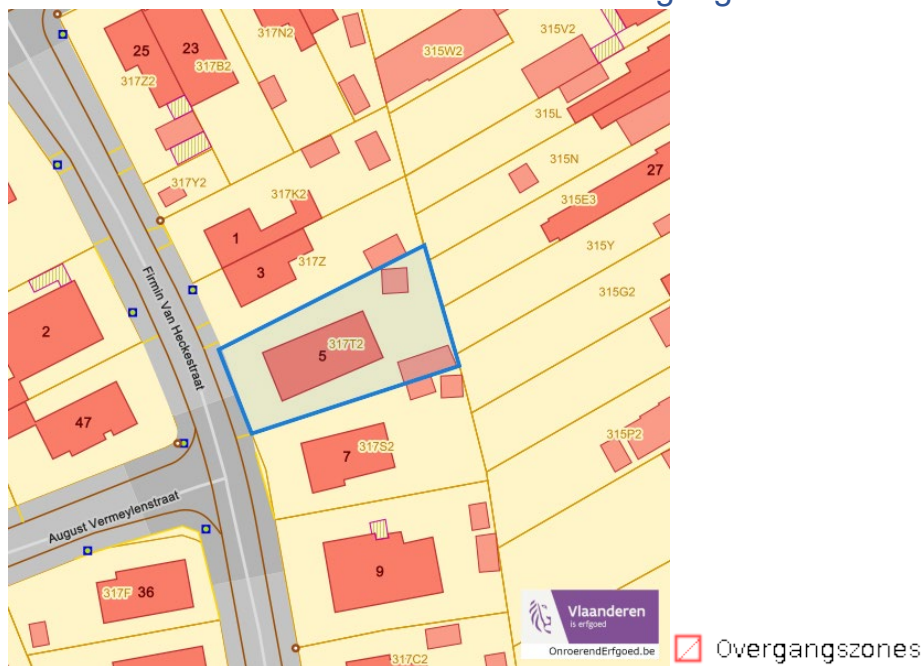 25
23
317N2
315V2
315W2
317Z2
317B2
315L
315N
27
317Y2
317K2
315E3
1
3
317Z
315Y
315G2
Firmin Van Heckestraat
2
5
317T2
47
315P2
7
317S2
August Vermeylenstraat
9
317F
36
317C2
Vlaanderen
is erfgoed
OnroerendErfgoed.be
Overgangszones